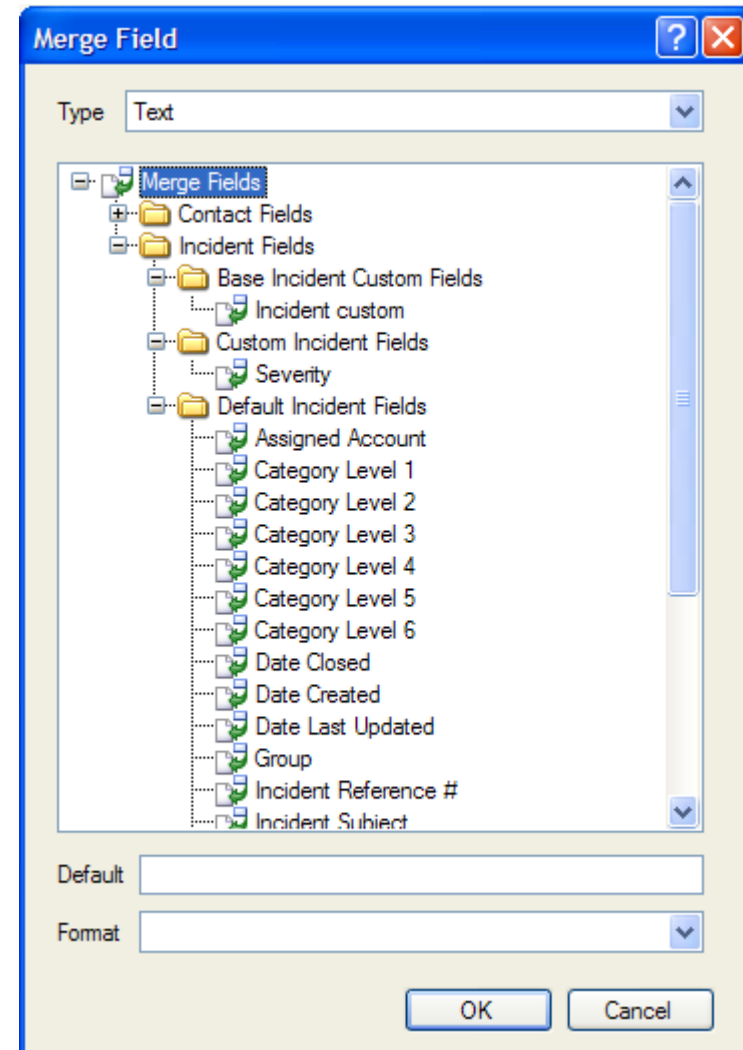 Merge Field
Type Text
Merge Fields
Contact Fields
Incident Fields
Base Incident Custom Fields
Incident custom
Custom Incident Fields
Severity
Default Incident Fields
Assigned Account
Category Level 1
Category Level 2
Category Level 3
Category Level 4
Category Level 5
Category Level 6
Date Closed
Date Created
Date Last Updated
Group
Incident Reference #
Incident Subject
Default
Format
OK Cancel